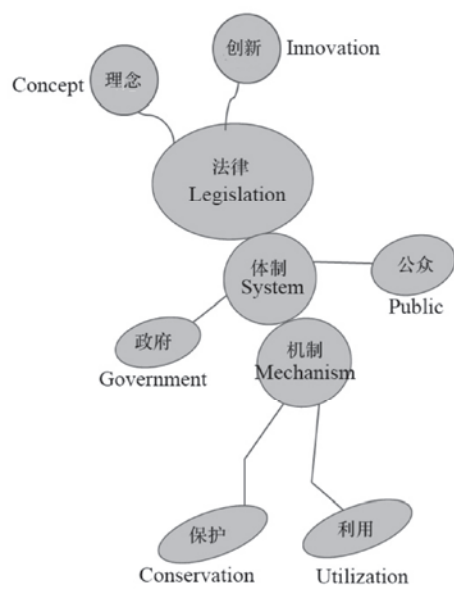 创新
Innovation
理念
Concept
法律
Legislation
体制
System
公众
Public
政府
Government
机制
Mechanism
保护
Conservation
利用
Utilization